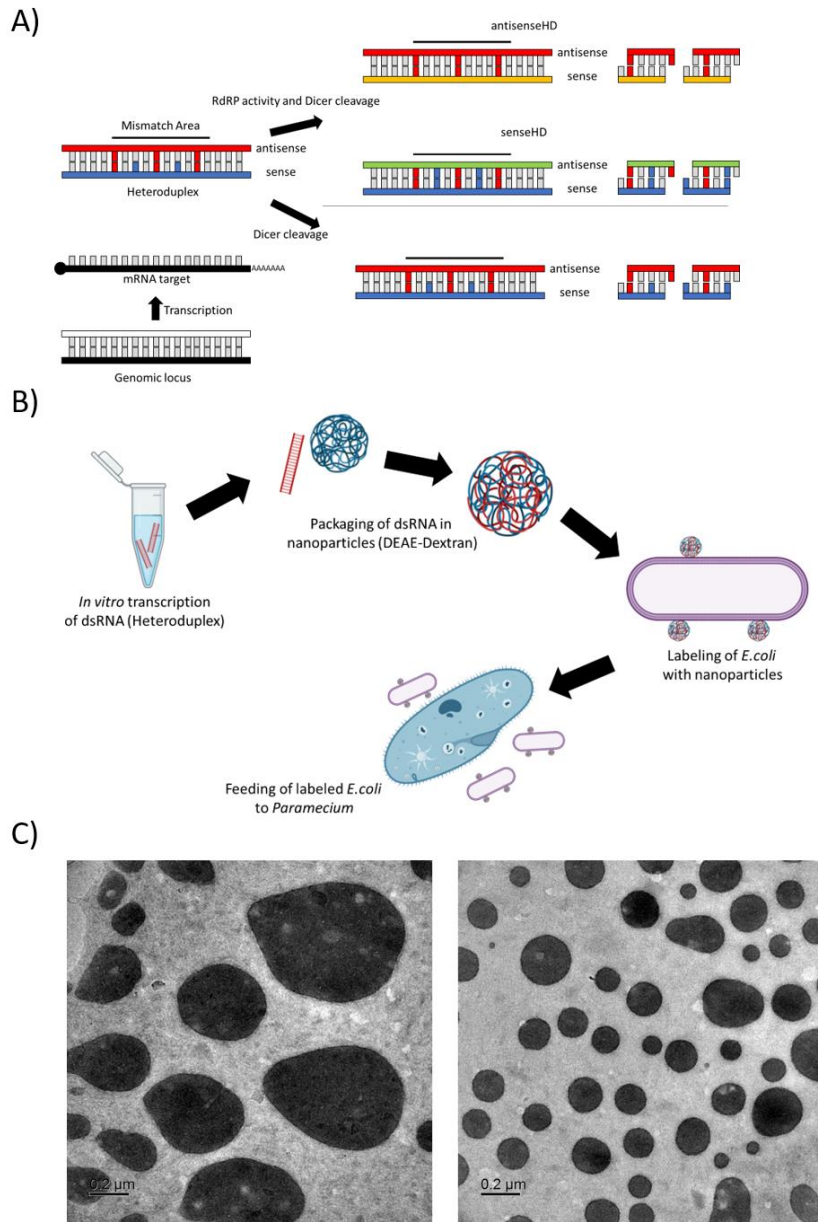 A)
antisenseHD
antisense
sense
RdRP activity and Dicer cleavage
senseHD
Mismatch Area
antisense
antisense
sense
sense
Heteroduplex
Dicer cleavage
antisense
AAAAAAA
sense
mRNA target
Transcription
Genomic locus
B)
Packaging of dsRNA in
nanoparticles (DEAE-Dextran)
In vitro transcription
of dsRNA (Heteroduplex)
Labeling of E.coli
with nanoparticles
Feeding of labeled E.coli
to Paramecium
C)
0.2 µm
0.2 µm